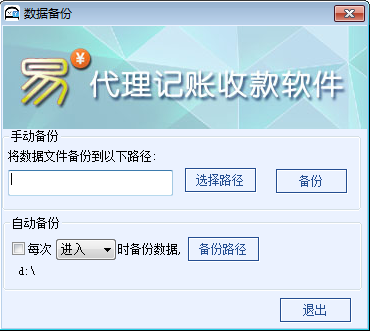 数据备份
易¥ 代理记账收款软件
手动备份
将数据文件备份到以下路径:
选择路径 备份
自动备份
每次 进入 时备份数据, 备份路径
d:\
退出